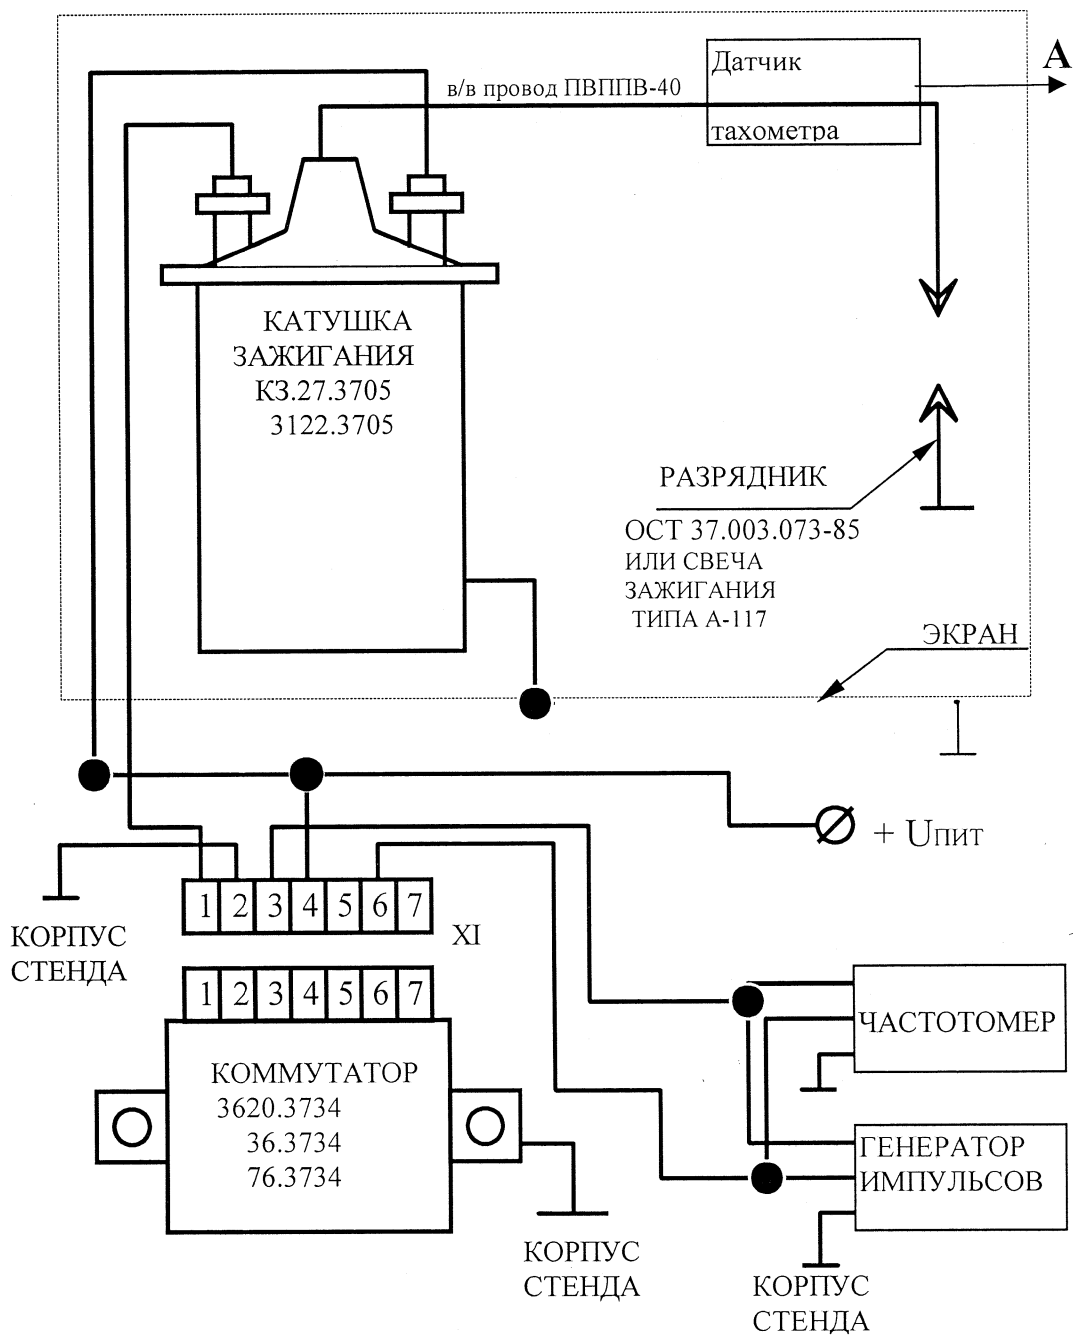 А
Датчик
в/в провод ПВППВ-40
тахометра
КАТУШКА
ЗАЖИГАНИЯ
КЗ.27.3705
3122.3705
РАЗРЯДНИК
ОСТ 37.003.073-85
ИЛИ СВЕЧА
ЗАЖИГАНИЯ
ТИПА А-117
ЭКРАН
+ Uпит
1 2 3 4 5 6 7
XI
КОРПУС
СТЕНДА
1 2 3 4 5 6 7
ЧАСТОТОМЕР
КОММУТАТОР
3620.3734
36.3734
76.3734
ГЕНЕРАТОР
ИМПУЛЬСОВ
КОРПУС
СТЕНДА
КОРПУС
СТЕНДА